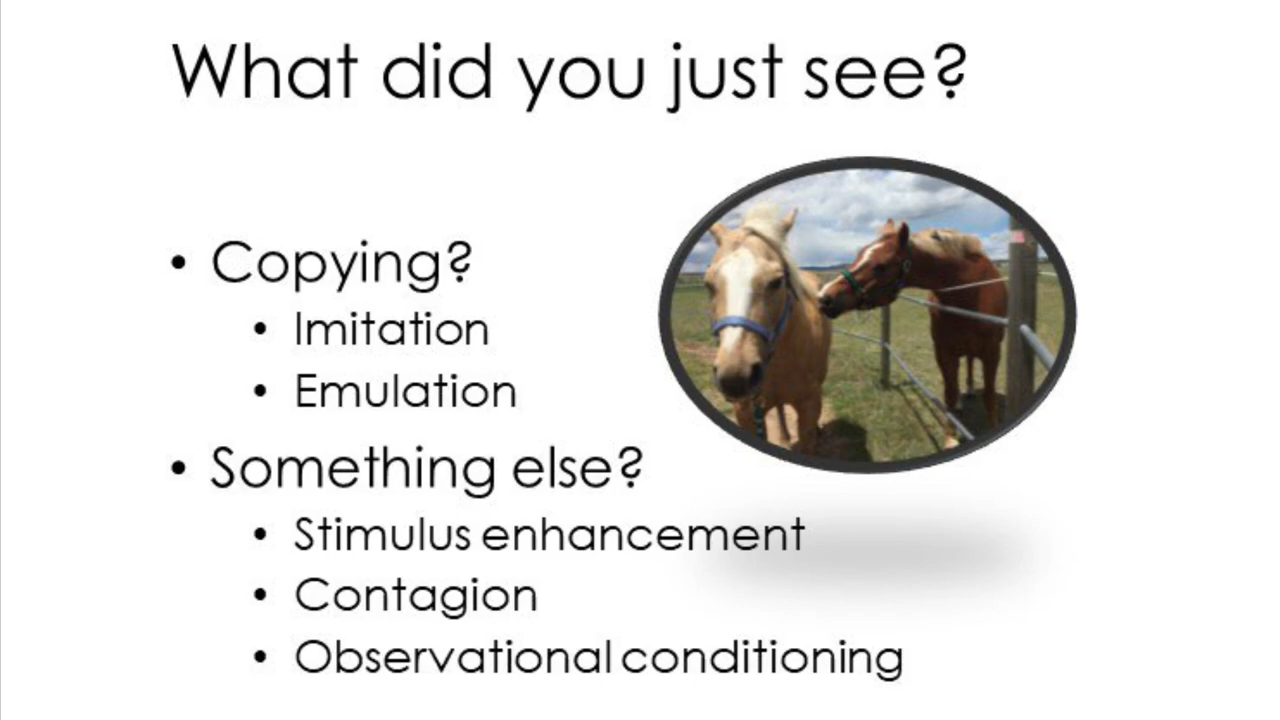 What did you just see?
• Copying?
• Imitation
• Emulation
• Something else?
• Stimulus enhancement
• Contagion
• Observational conditioning